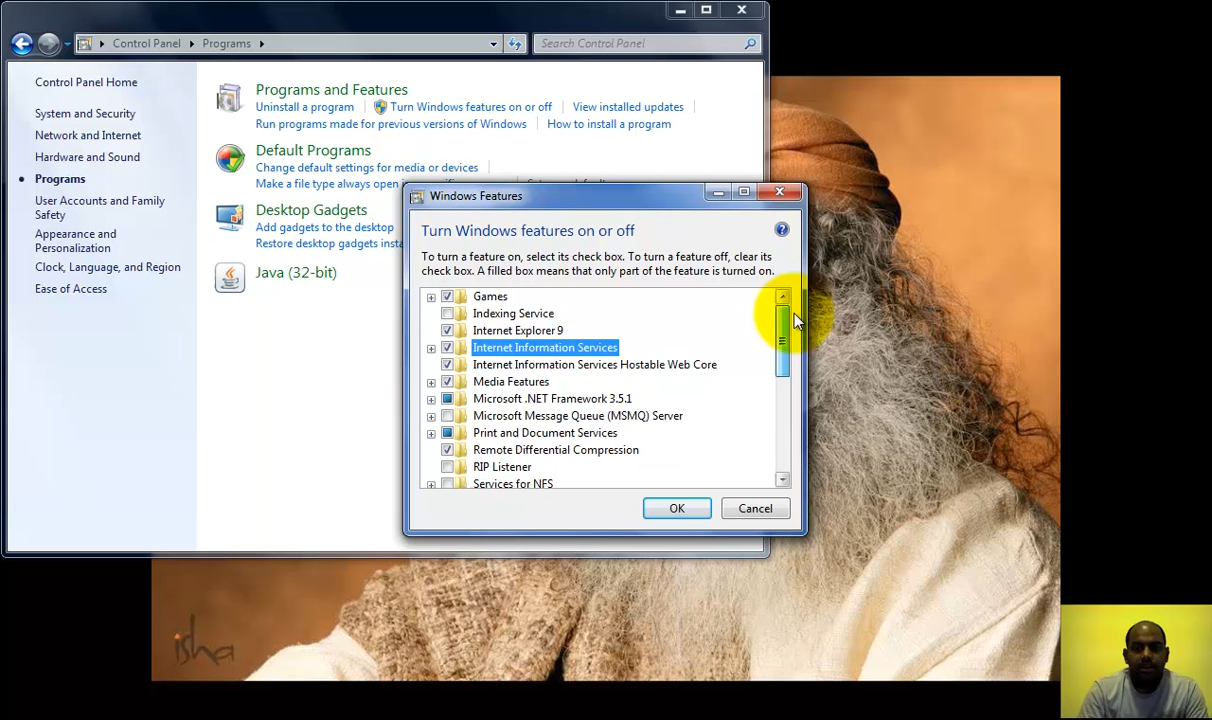 Control Panel
Programs
Search Control Panel
Control Panel Home
System and Security
Network and Internet
Hardware and Sound
Programs
User Accounts and Family
Safety
Appearance and
Personalization
Clock, Language, and Region
Ease of Access
Programs and Features
Uninstall a program
Turn Windows features on or off
View installed updates
Run programs made for previous versions of Windows
How to install a program
Default Programs
Change default settings for media or devices
Make a file type always open
Desktop Gadgets
Add gadgets to the desktop
Restore desktop gadgets
Java (32-bit)
Windows Features
Turn Windows features on or off
To turn a feature on, select its check box. To turn a feature off, clear its
check box. A filled box means that only part of the feature is turned on.
Games
Indexing Service
Internet Explorer 9
Internet Information Services
Internet Information Services Hostable Web Core
Media Features
Microsoft .NET Framework 3.5.1
Microsoft Message Queue (MSMQ) Server
Print and Document Services
Remote Differential Compression
RIP Listener
Services for NFS
OK
Cancel
isha